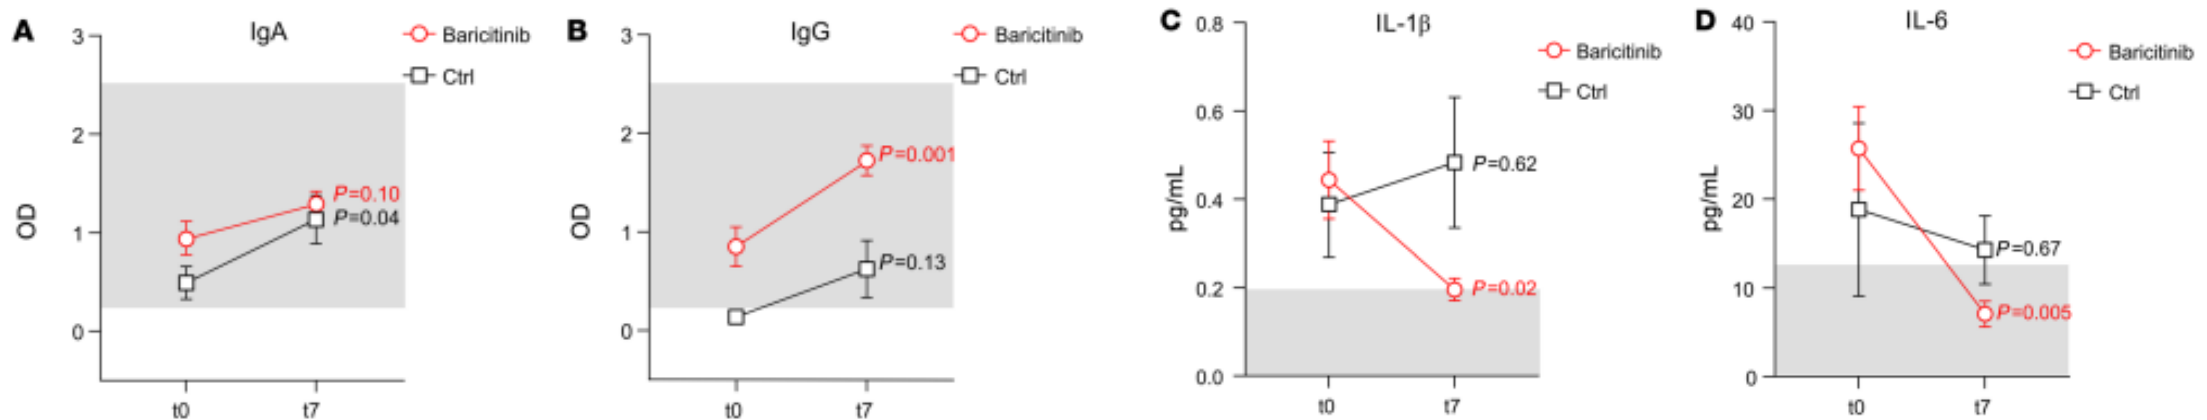 A
IgA
Baricitinib
Ctrl
3
2
1
0
OD
P=0.10
P=0.04
t0
t7
B
IgG
Baricitinib
Ctrl
3
2
1
0
OD
P=0.001
P=0.13
t0
t7
C
IL-1β
Baricitinib
Ctrl
0.8
0.6
0.4
0.2
0.0
pg/mL
P=0.62
P=0.02
t0
t7
D
IL-6
Baricitinib
Ctrl
40
30
20
10
0
pg/mL
P=0.67
P=0.005
t0
t7